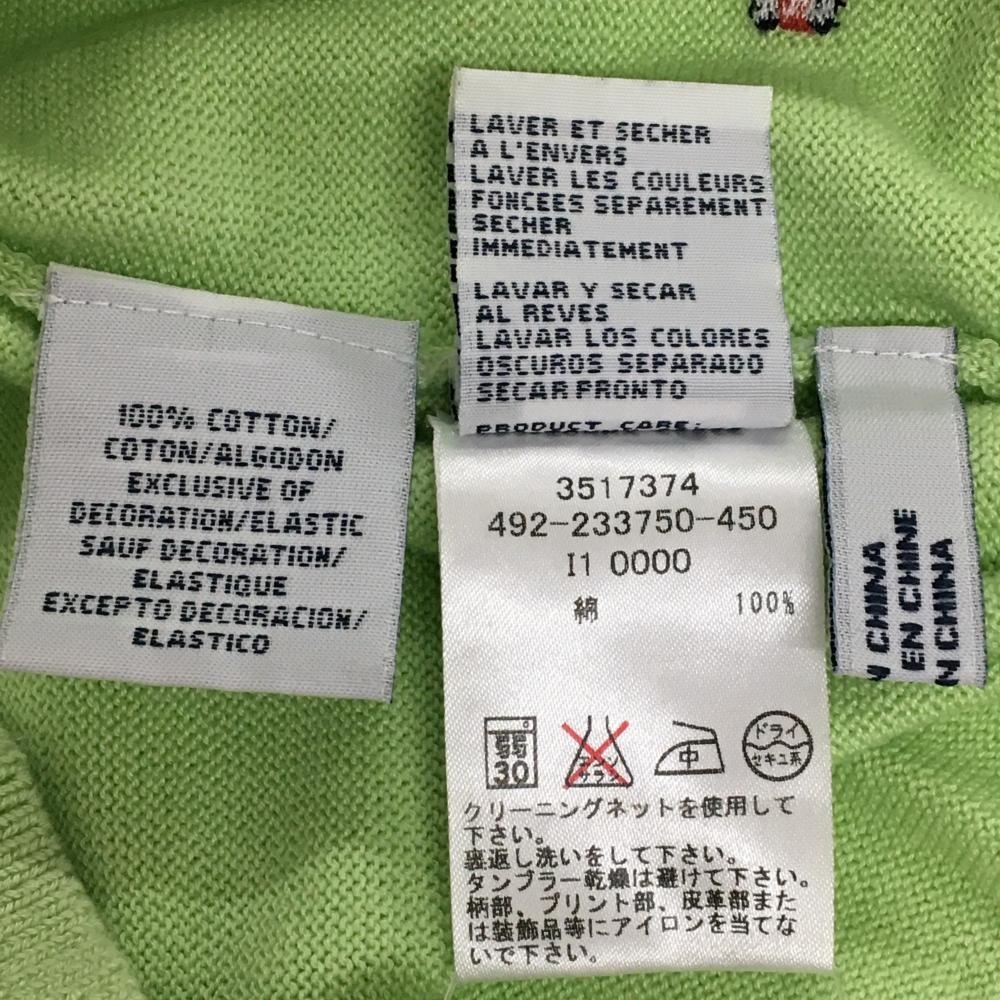 LAVER ET SECHER
A L'ENVERS
LAVER LES COULEURS
FONCEES SEPAREMENT
SECHER
IMMEDIATEMENT
LAVAR Y SECAR
AL REVES
LAVAR LOS COLORES
OSCUROS SEPARADO
SECAR PRONTO
PRODUCT CARE:
100% COTTON/
COTON/ALGODON
EXCLUSIVE OF
DECORATION/ELASTIC
SAUF DECORATION/
ELASTIQUE
EXCEPTO DECORACION/
ELASTICO
3517374
492-233750-450
I1 0000
綿 100%
弱
30
中
ドライ
セキユ系
クリーニングネットを使用して
下さい。
裏返し洗いをして下さい。
タンブラー乾燥は避けて下さい。
柄部、プリント部、皮革部また
は装飾品等にアイロンを当てな
いで下さい。
CHINA
EN CHINE
CHINA